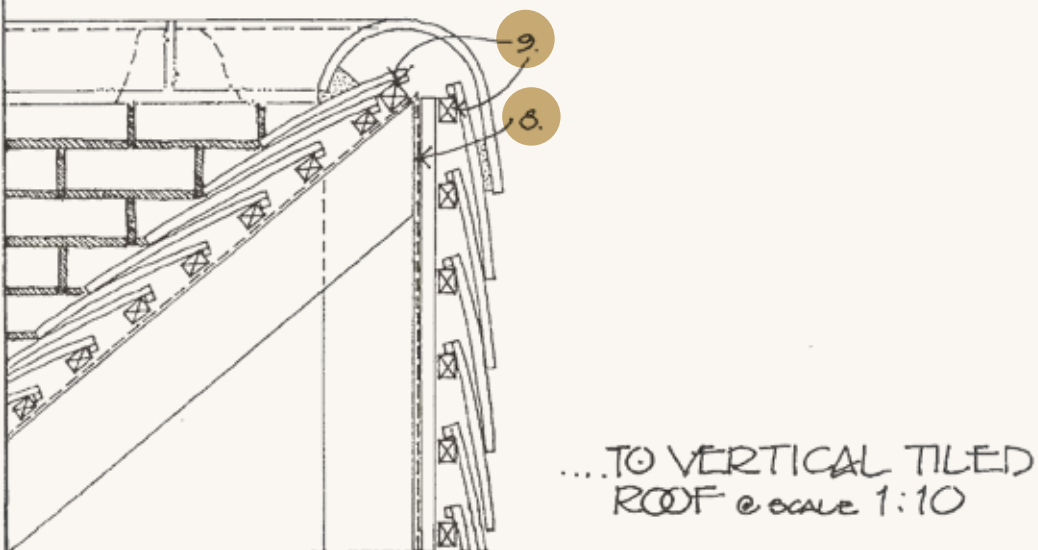 9.
8.
....TO VERTICAL TILED
ROOF @ SCALE 1:10